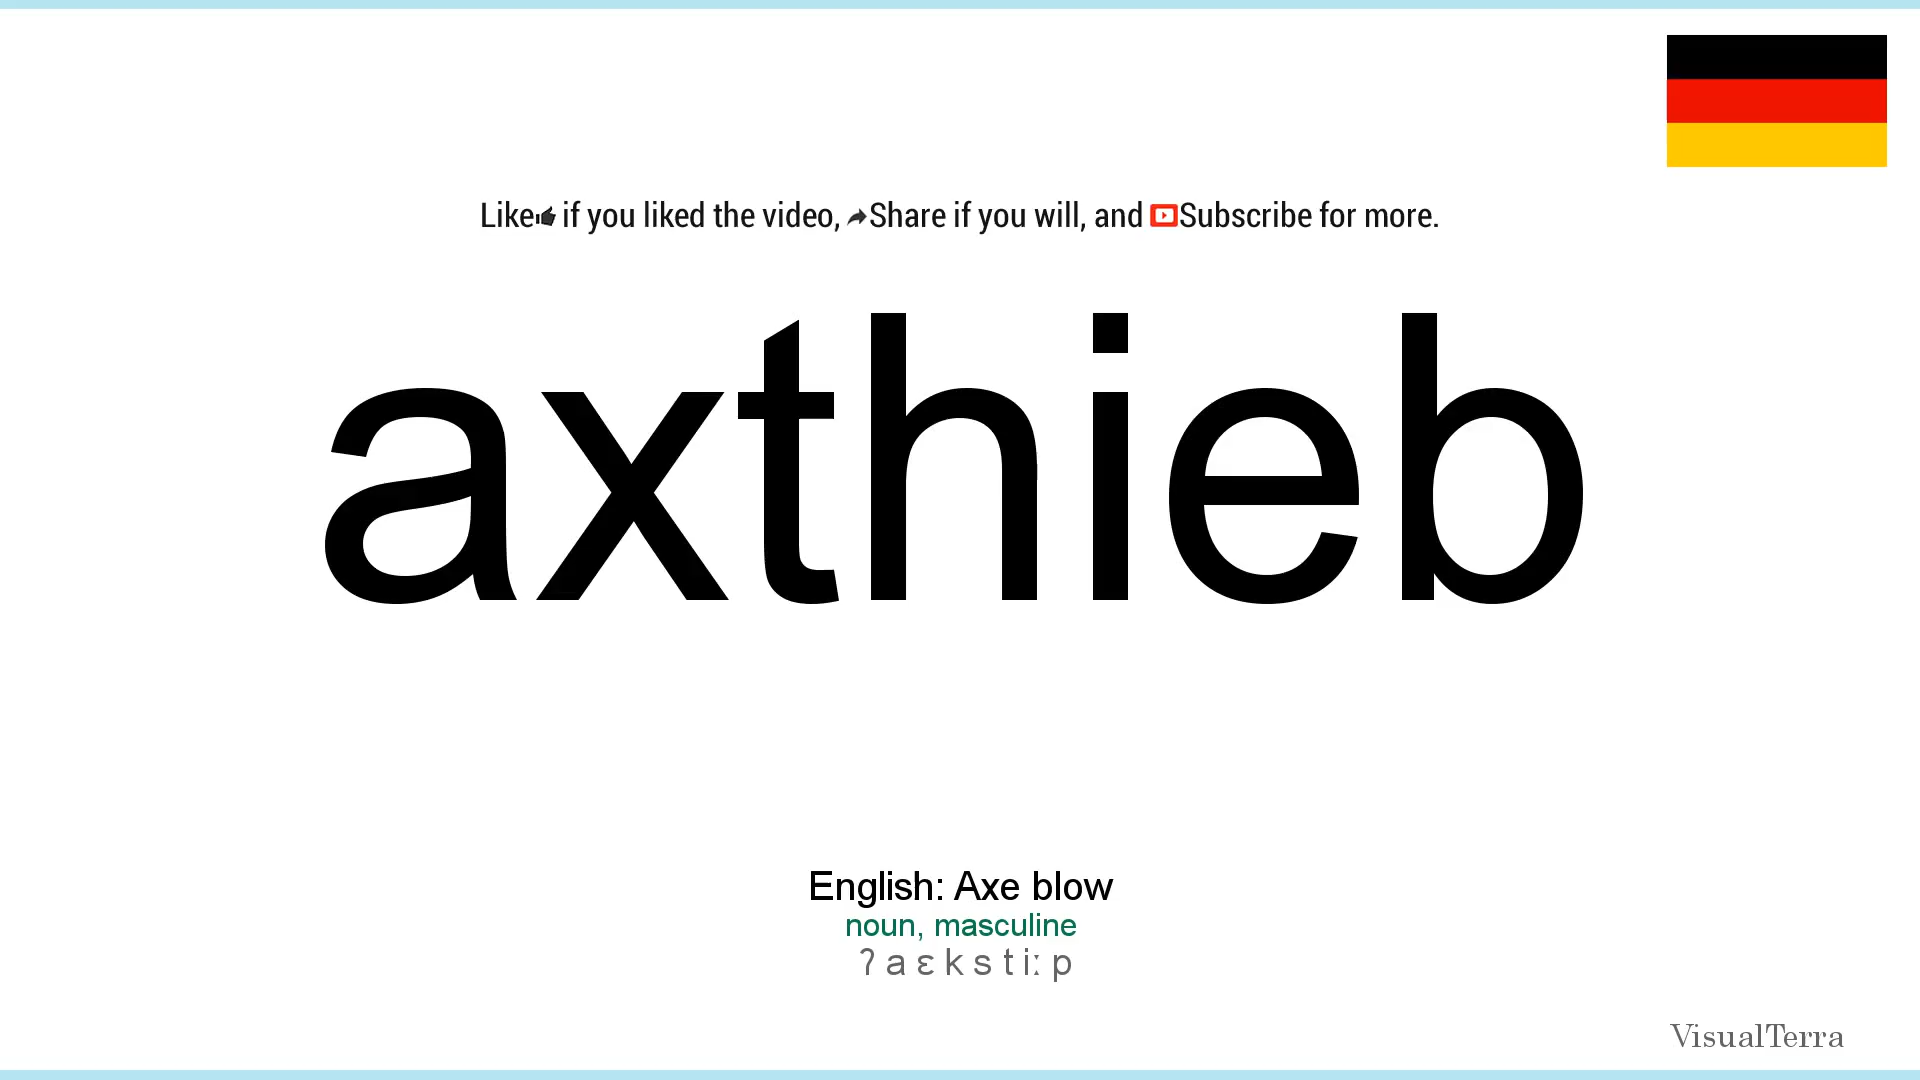 Like if you liked the video, Share if you will, and Subscribe for more.
axthieb
English: Axe blow
noun, masculine
ʔ a ɛ k s t iː p
VisualTerra